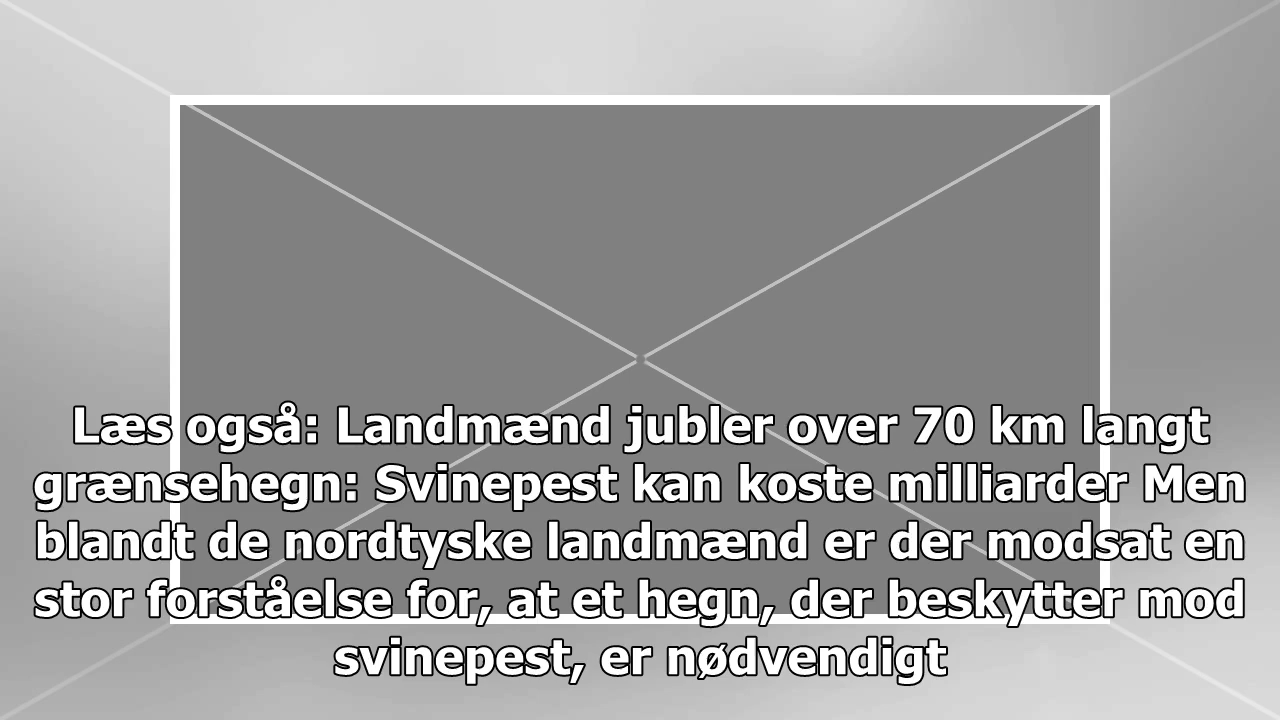 Læs også: Landmænd jubler over 70 km langt
grænsehegn: Svinepest kan koste milliarder Men
blandt de nordtyske landmænd er der modsat en
stor forståelse for, at et hegn, der beskytter mod
svinepest, er nødvendigt